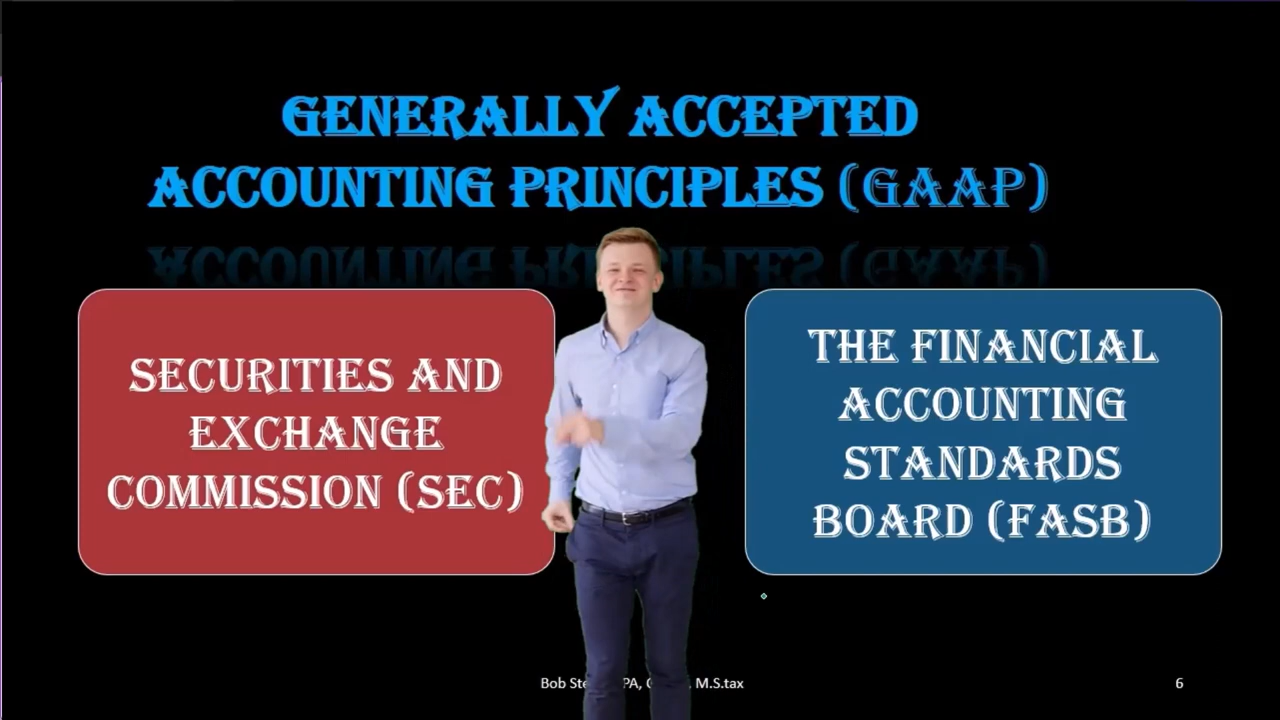 GENERALLY ACCEPTED
ACCOUNTING PRINCIPLES (GAAP)
SECURITIES AND
EXCHANGE
COMMISSION (SEC)
THE FINANCIAL
ACCOUNTING
STANDARDS
BOARD (FASB)
Bob M.S.tax
6